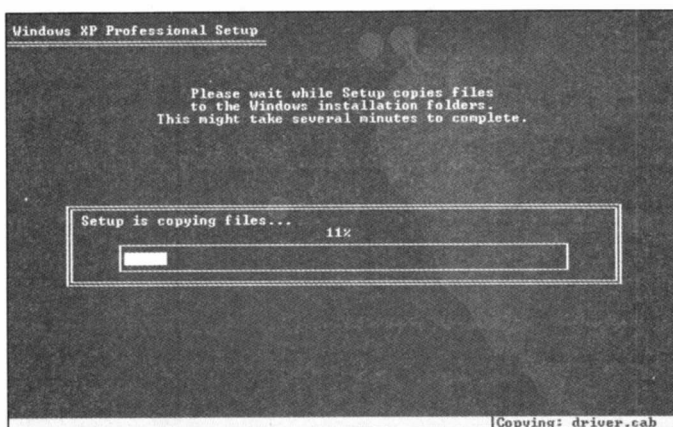 Windows XP Professional Setup
Please wait while Setup copies files
to the Windows installation folders.
This might take several minutes to complete.
Setup is copying files...
11%
Copying: driver.cab